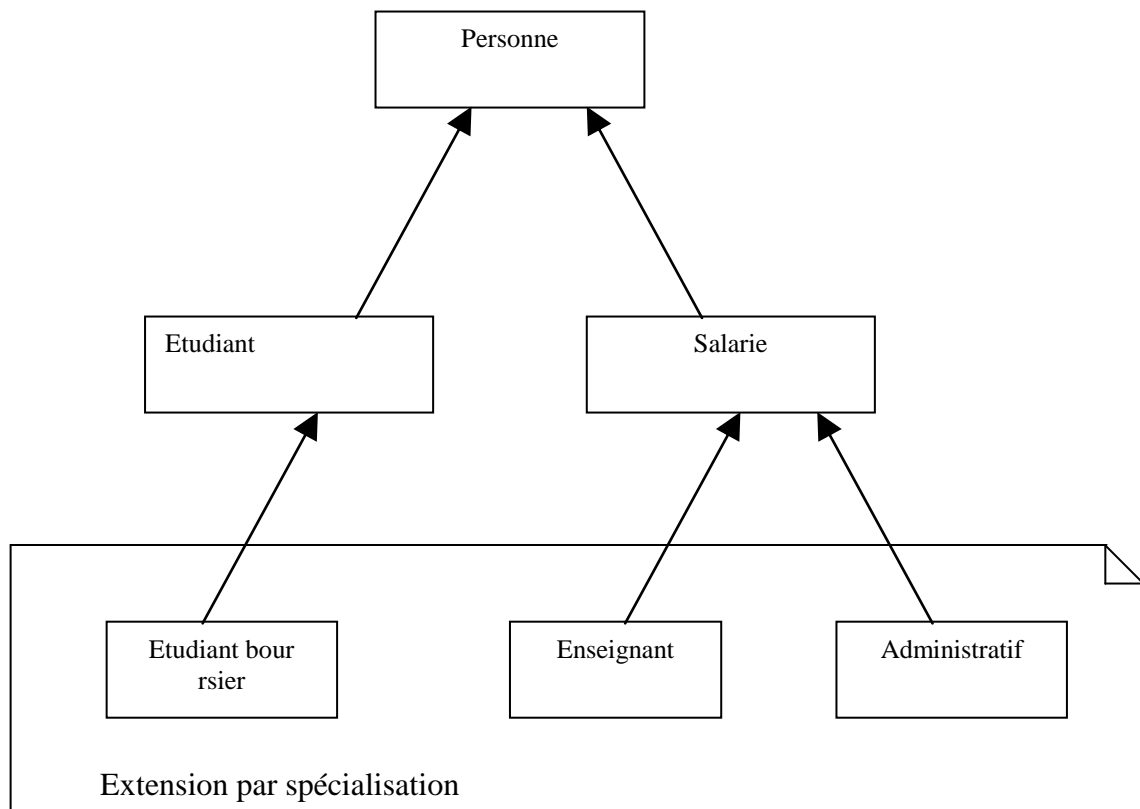 Personne
Etudiant
Salarie
Etudiant bour
rsier
Enseignant
Administratif
Extension par spécialisation